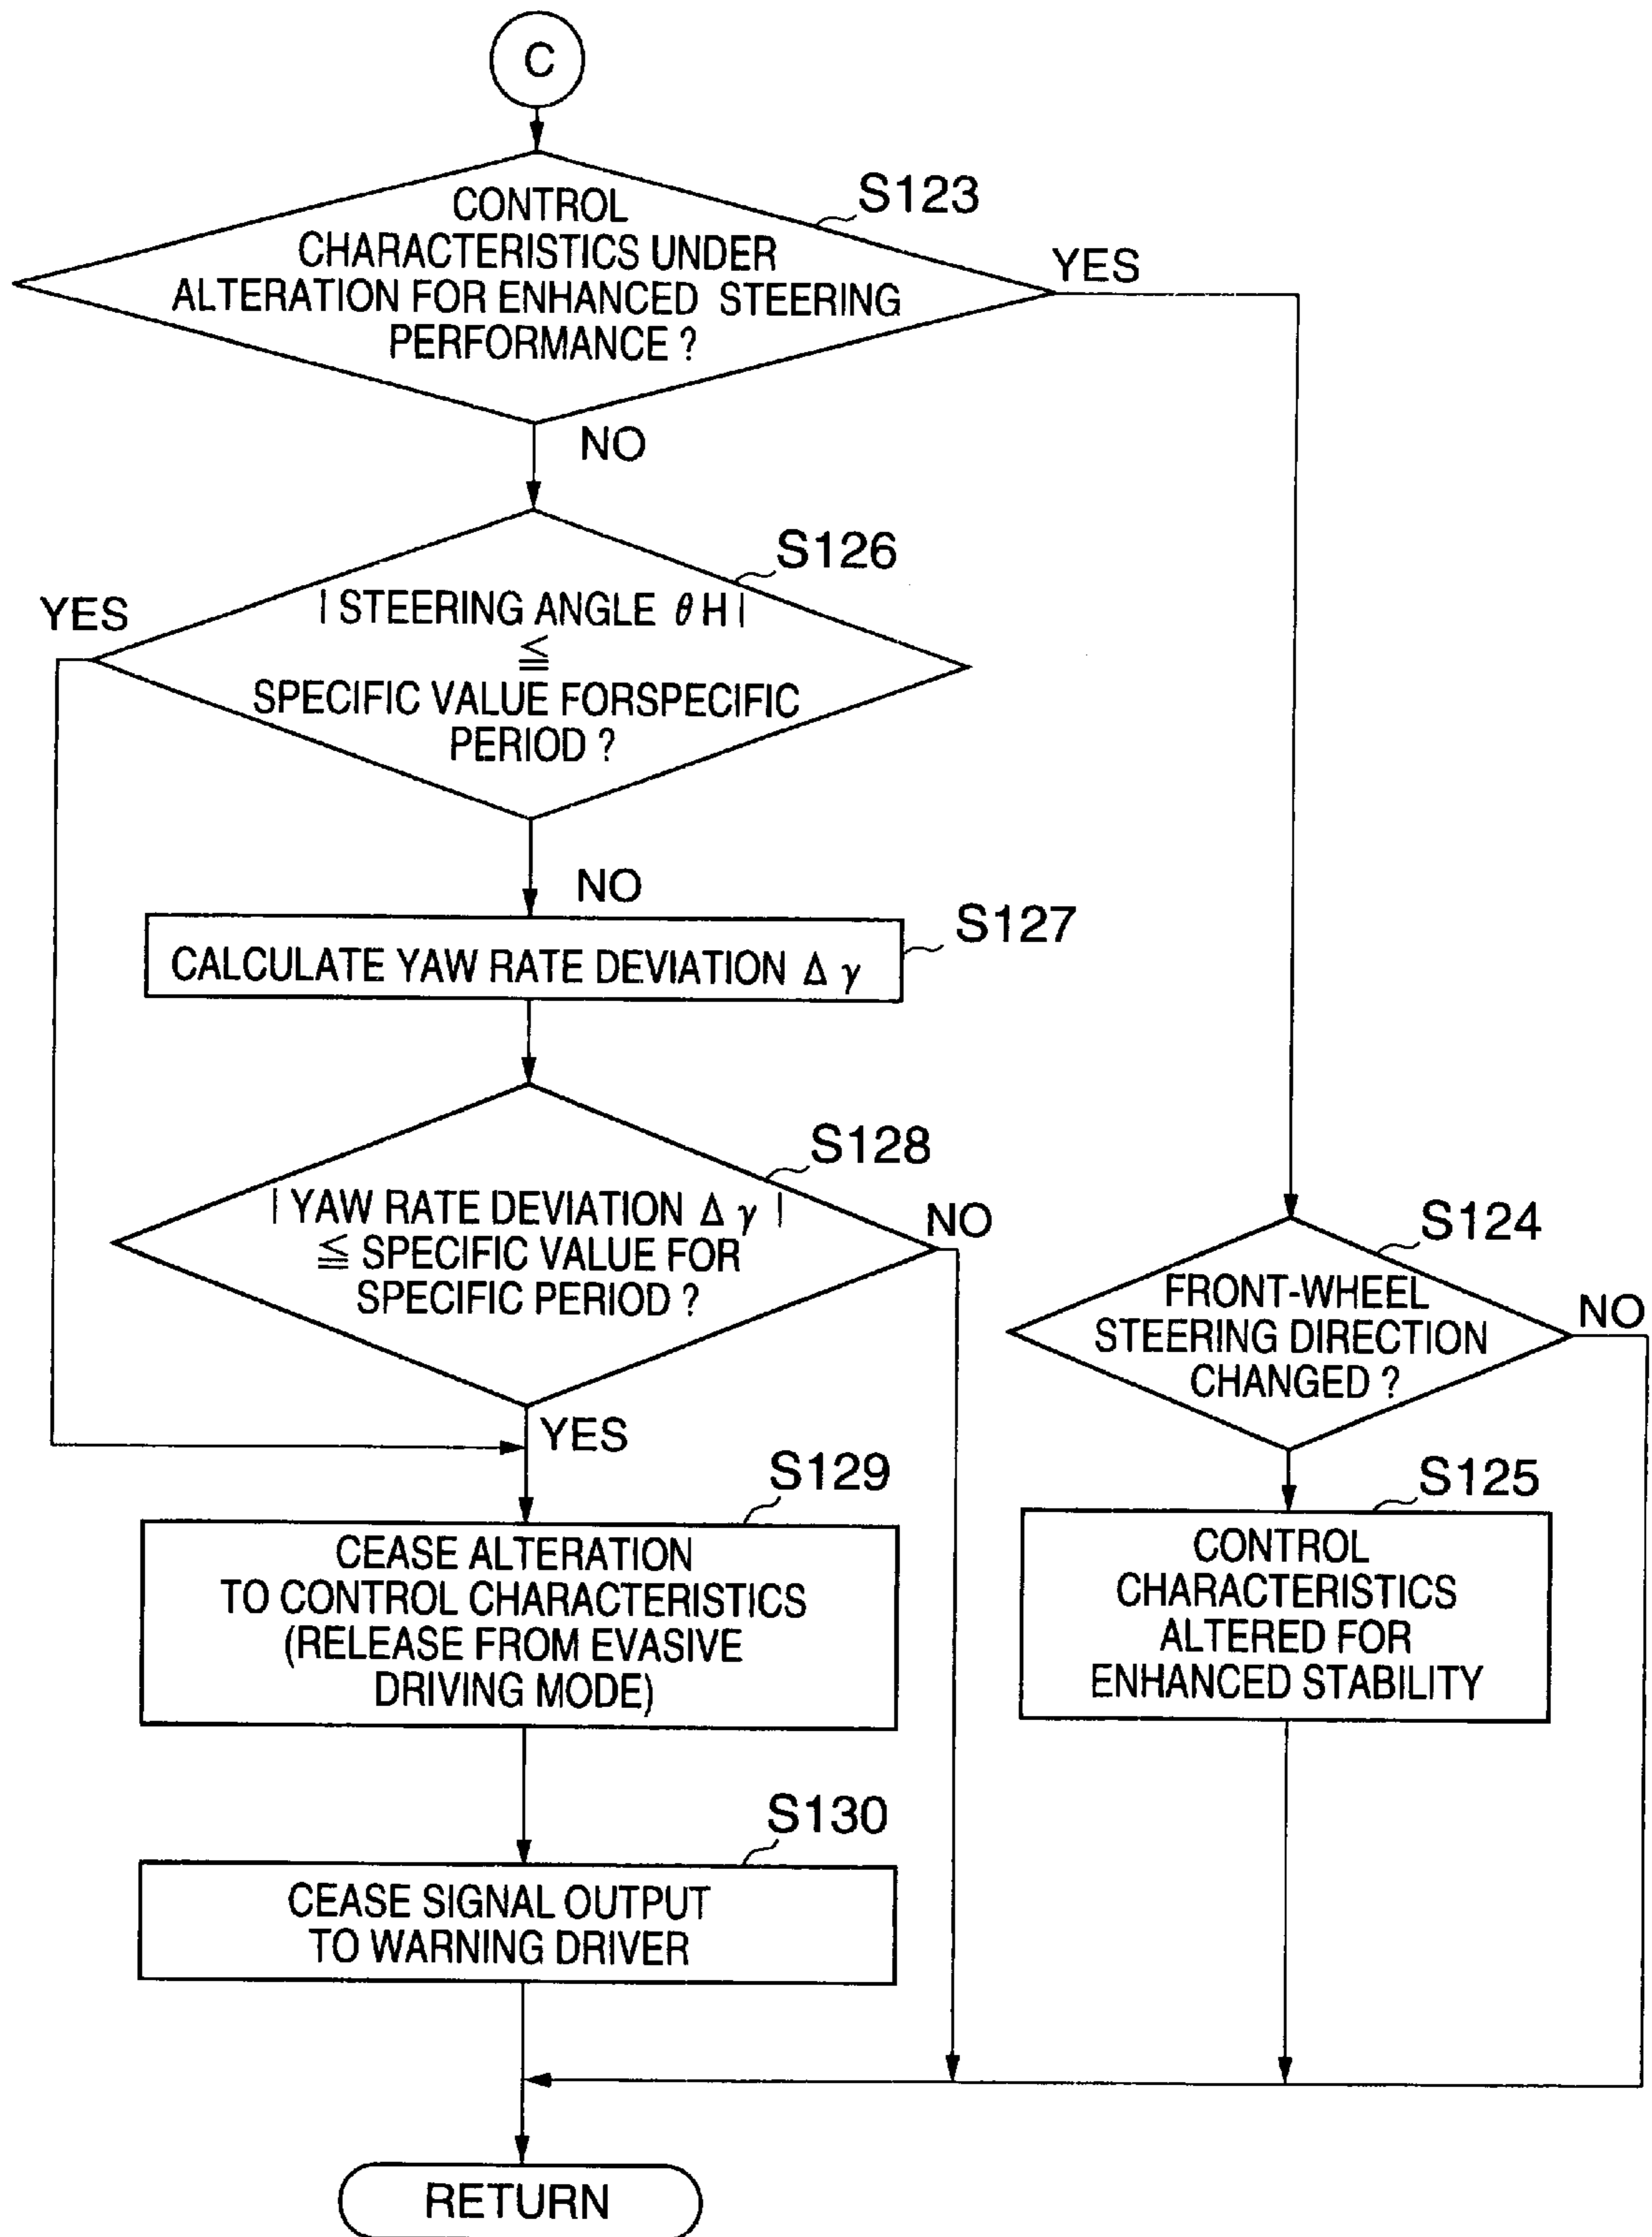 C
S123
CONTROL
CHARACTERISTICS UNDER
ALTERATION FOR ENHANCED STEERING
PERFORMANCE ?
YES
NO
S126
| STEERING ANGLE θ H |
≦
SPECIFIC VALUE FORSPECIFIC
PERIOD ?
YES
NO
S127
CALCULATE YAW RATE DEVIATION Δ γ
S128
| YAW RATE DEVIATION Δ γ |
≦ SPECIFIC VALUE FOR
SPECIFIC PERIOD ?
NO
YES
S124
FRONT-WHEEL
STEERING DIRECTION
CHANGED ?
NO
S129
CEASE ALTERATION
TO CONTROL CHARACTERISTICS
(RELEASE FROM EVASIVE
DRIVING MODE)
S125
CONTROL
CHARACTERISTICS
ALTERED FOR
ENHANCED STABILITY
S130
CEASE SIGNAL OUTPUT
TO WARNING DRIVER
RETURN